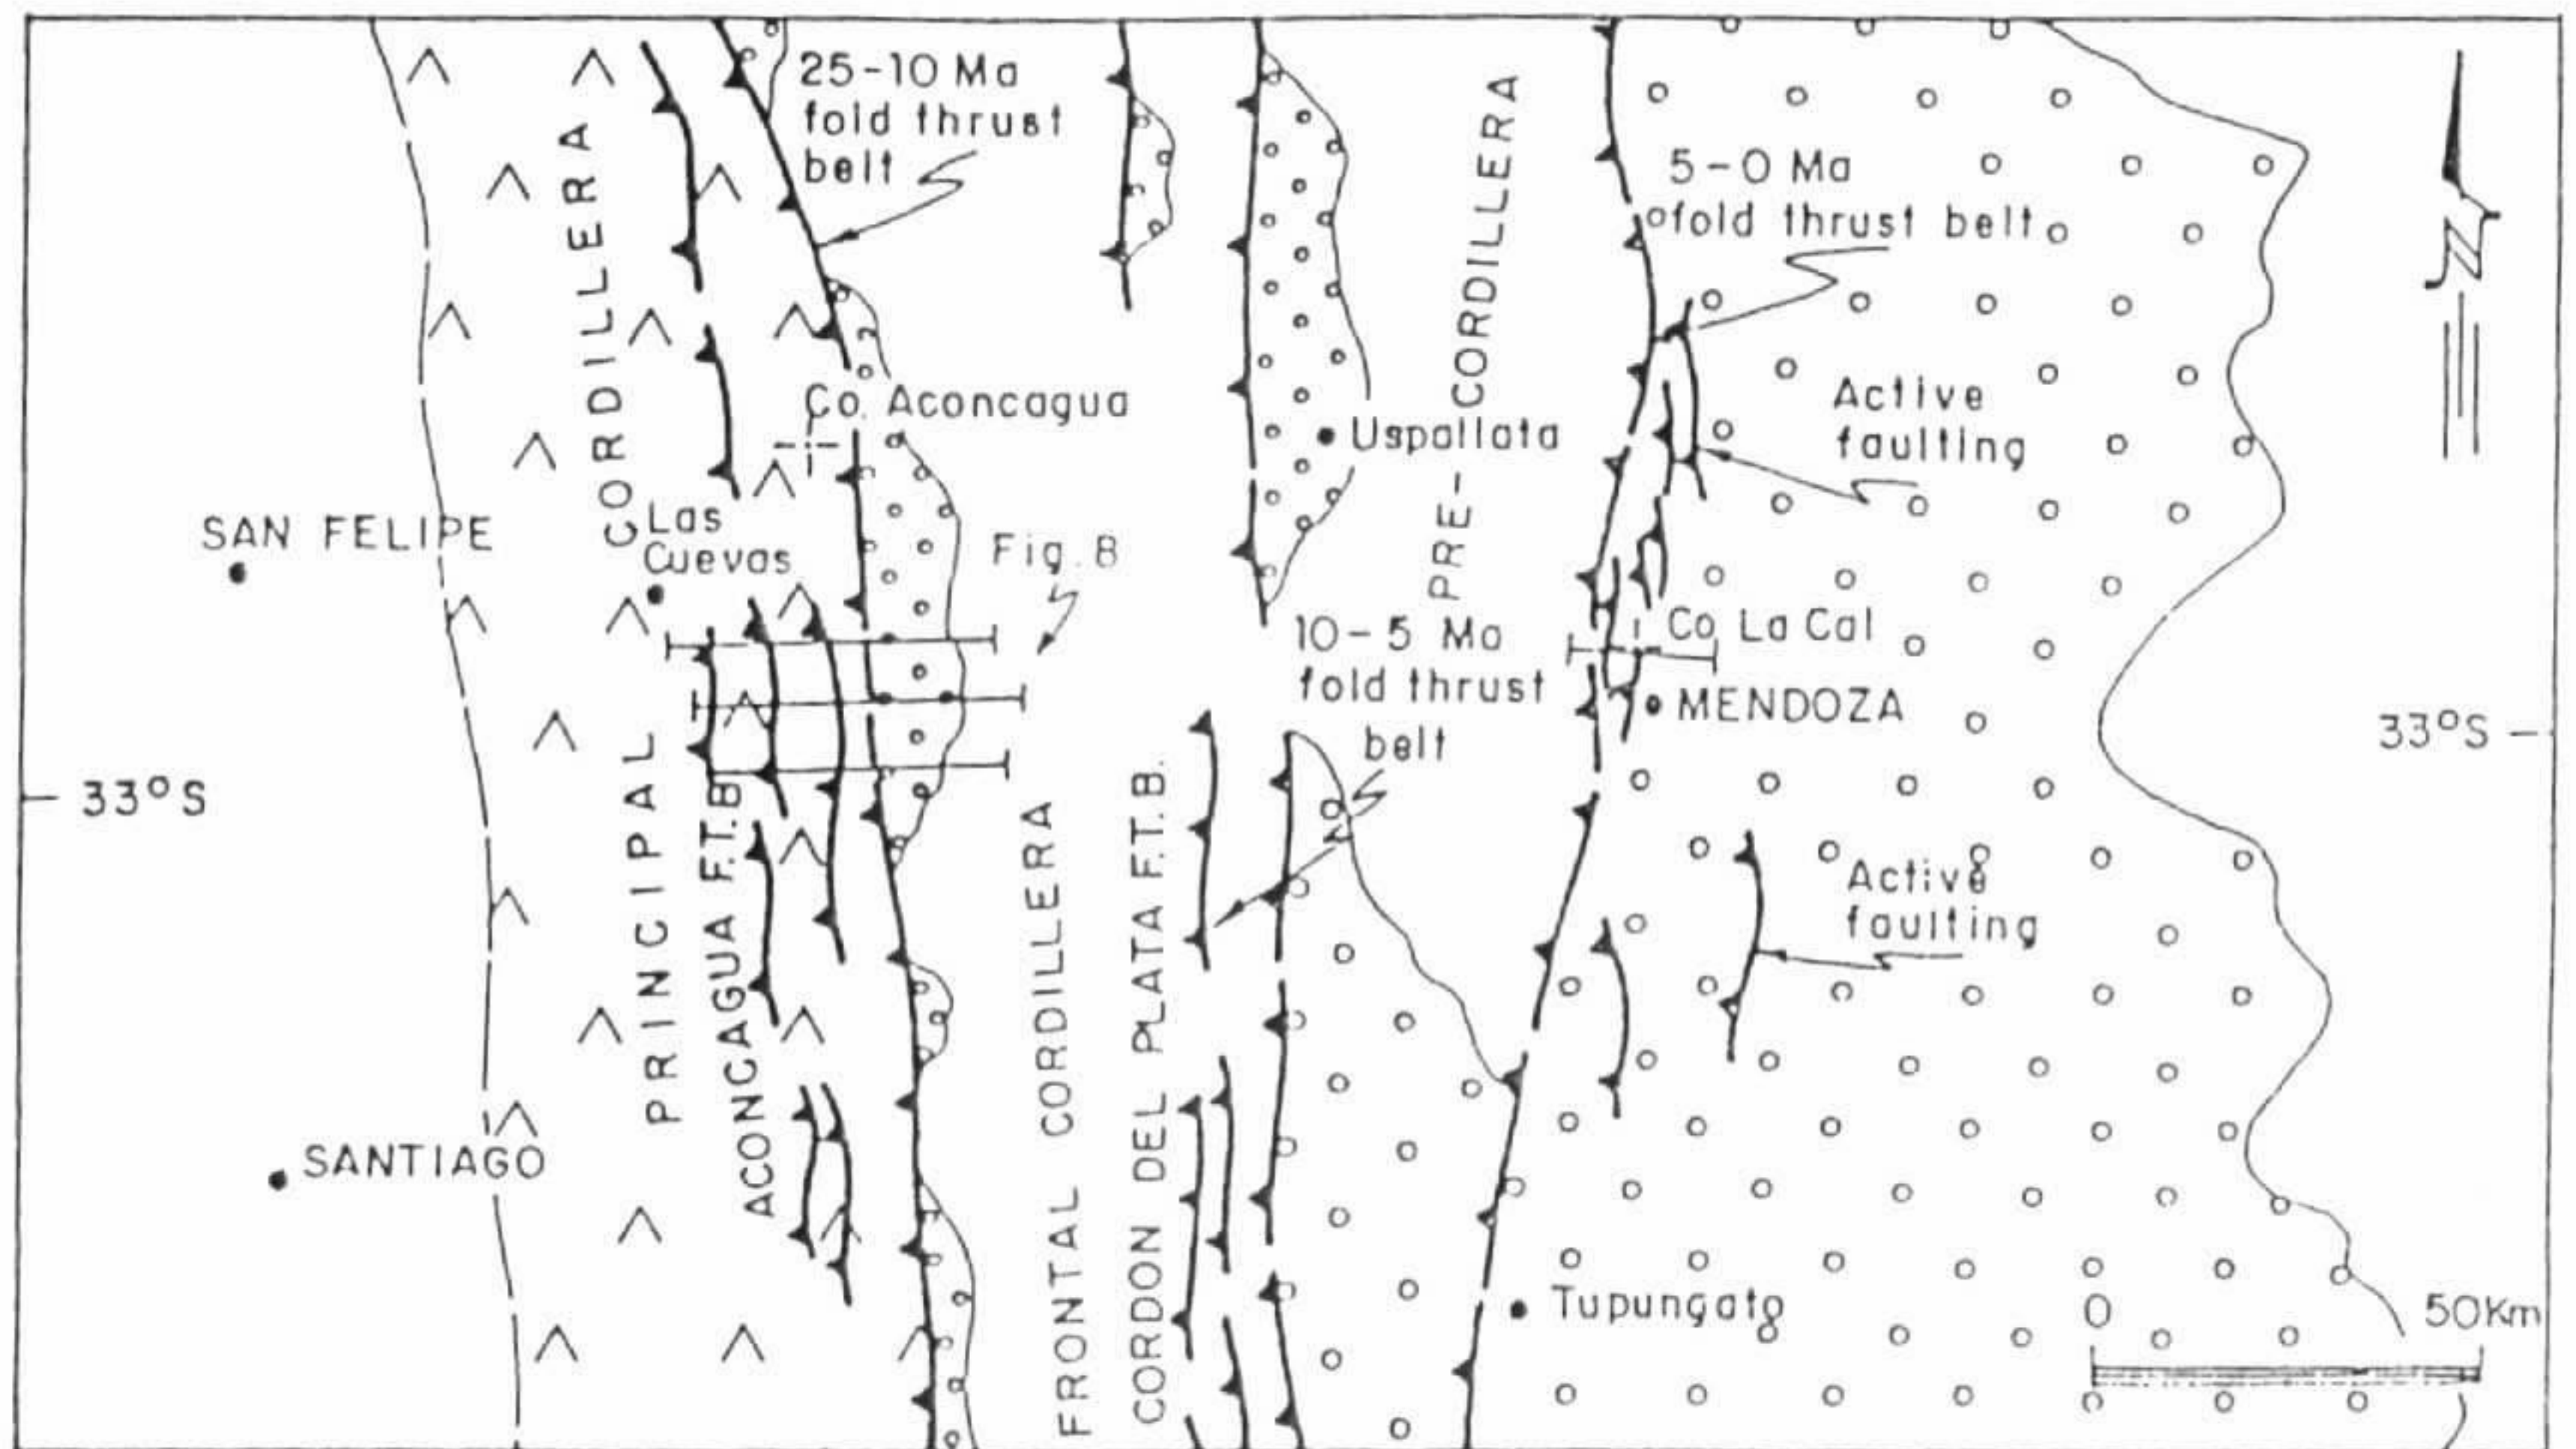 25-10 Ma
fold thrust
belt
5-0 Ma
fold thrust belt
PRINCIPAL CORDILLERA
PRE-CORDILLERA
Co. Aconcagua
Uspallata
Active
faulting
SAN FELIPE
Las
Cuevas
Fig. 8
10-5 Ma
fold thrust
belt
Co. La Cal
MENDOZA
33°S
33°S
ACONCAGUA F.T.B.
FRONTAL CORDILLERA
CORDON DEL PLATA F.T.B.
Active
faulting
SANTIAGO
Tupungato
0 50Km
N